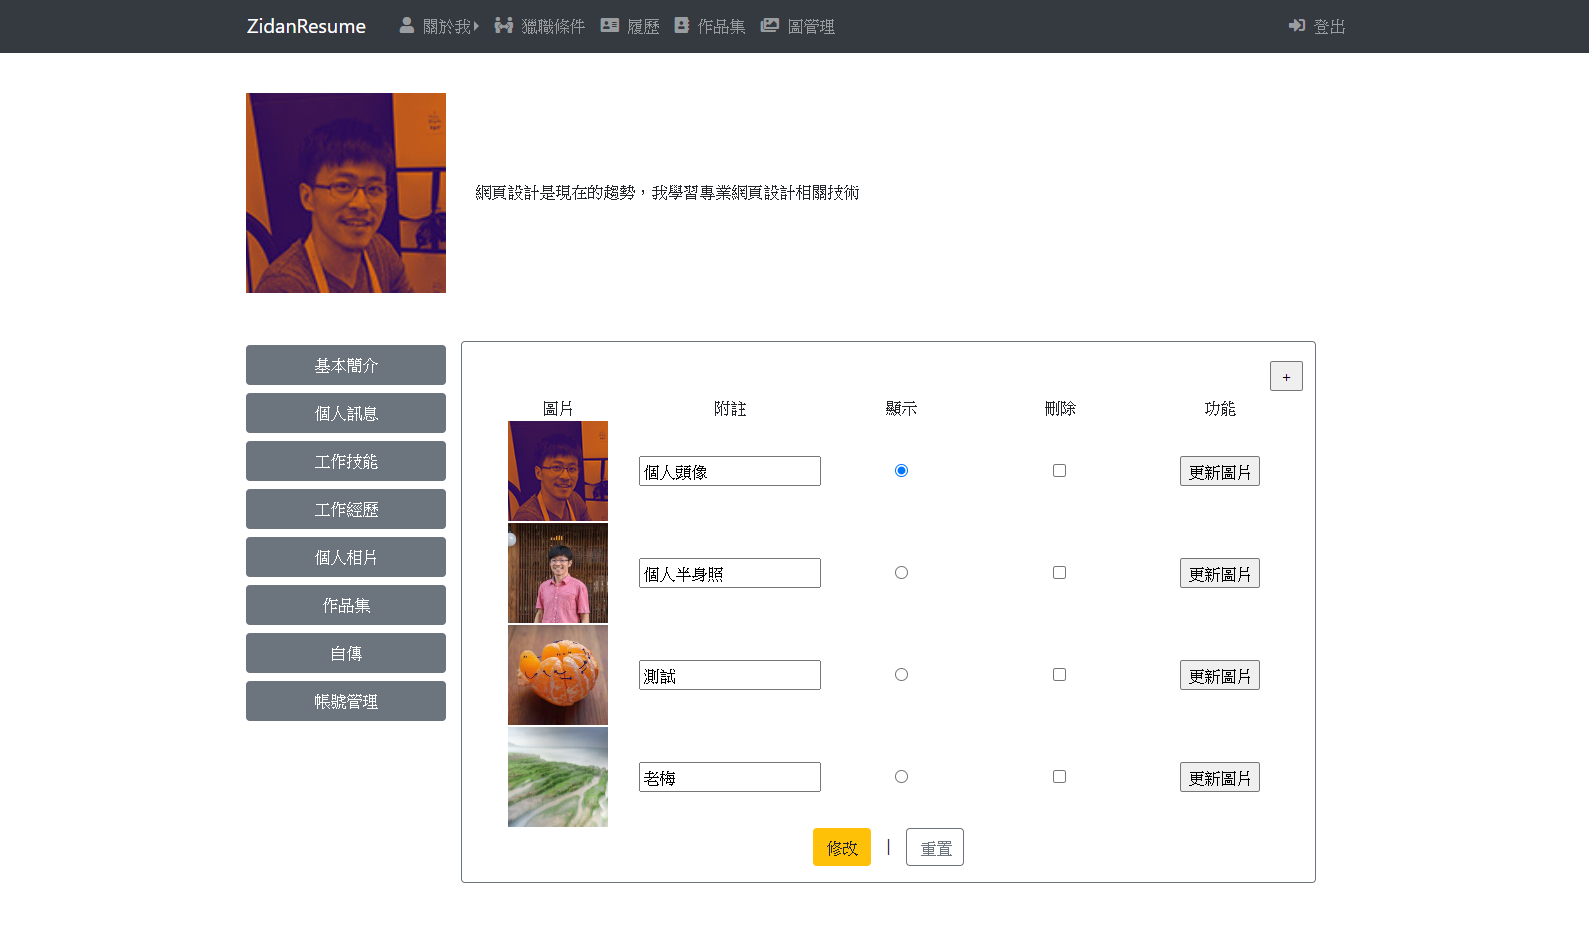 ZidanResume 關於我 獵職條件 履歷 作品集 圖管理 登出
網頁設計是現在的趨勢，我學習專業網頁設計相關技術
基本簡介
個人訊息
工作技能
工作經歷
個人相片
作品集
自傳
帳號管理
+
圖片 附註 顯示 刪除 功能
個人頭像 更新圖片
個人半身照 更新圖片
測試 更新圖片
老梅 更新圖片
修改 | 重置